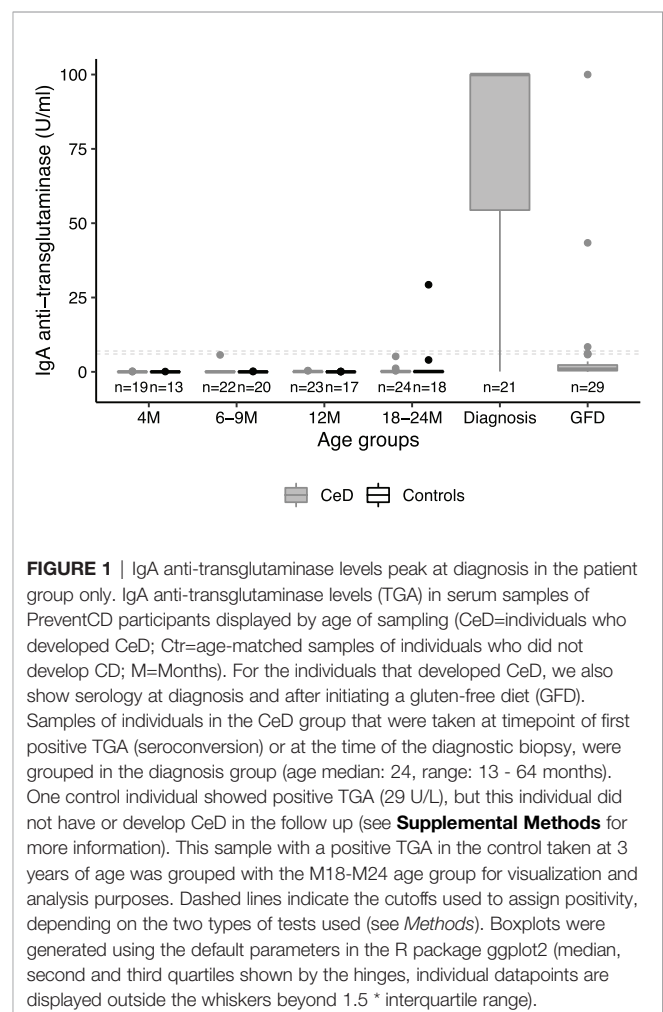 IgA anti−transglutaminase (U/ml)
100
75
50
25
0
n=19 n=13 n=22 n=20 n=23 n=17 n=24 n=18 n=21 n=29
4M 6−9M 12M 18−24M Diagnosis GFD
Age groups
CeD Controls
FIGURE 1 | IgA anti-transglutaminase levels peak at diagnosis in the patient
group only. IgA anti-transglutaminase levels (TGA) in serum samples of
PreventCD participants displayed by age of sampling (CeD=individuals who
developed CeD; Ctr=age-matched samples of individuals who did not
develop CD; M=Months). For the individuals that developed CeD, we also
show serology at diagnosis and after initiating a gluten-free diet (GFD).
Samples of individuals in the CeD group that were taken at timepoint of first
positive TGA (seroconversion) or at the time of the diagnostic biopsy, were
grouped in the diagnosis group (age median: 24, range: 13 - 64 months).
One control individual showed positive TGA (29 U/L), but this individual did
not have or develop CeD in the follow up (see Supplemental Methods for
more information). This sample with a positive TGA in the control taken at 3
years of age was grouped with the M18-M24 age group for visualization and
analysis purposes. Dashed lines indicate the cutoffs used to assign positivity,
depending on the two types of tests used (see Methods). Boxplots were
generated using the default parameters in the R package ggplot2 (median,
second and third quartiles shown by the hinges, individual datapoints are
displayed outside the whiskers beyond 1.5 * interquartile range).